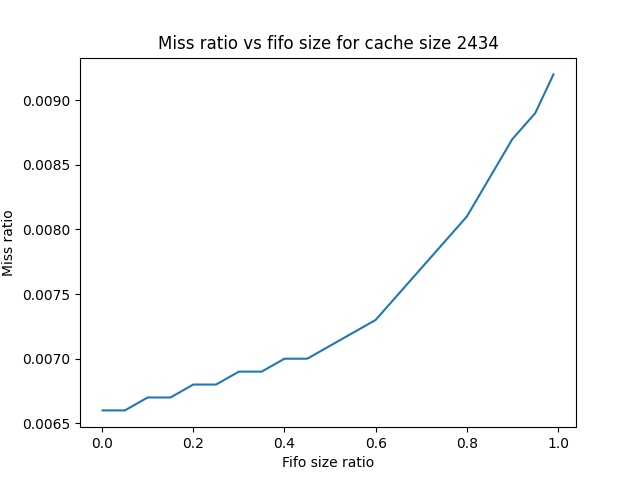 Miss ratio vs fifo size for cache size 2434
0.0090
0.0085
0.0080
0.0075
0.0070
0.0065
Miss ratio
0.0 0.2 0.4 0.6 0.8 1.0
Fifo size ratio